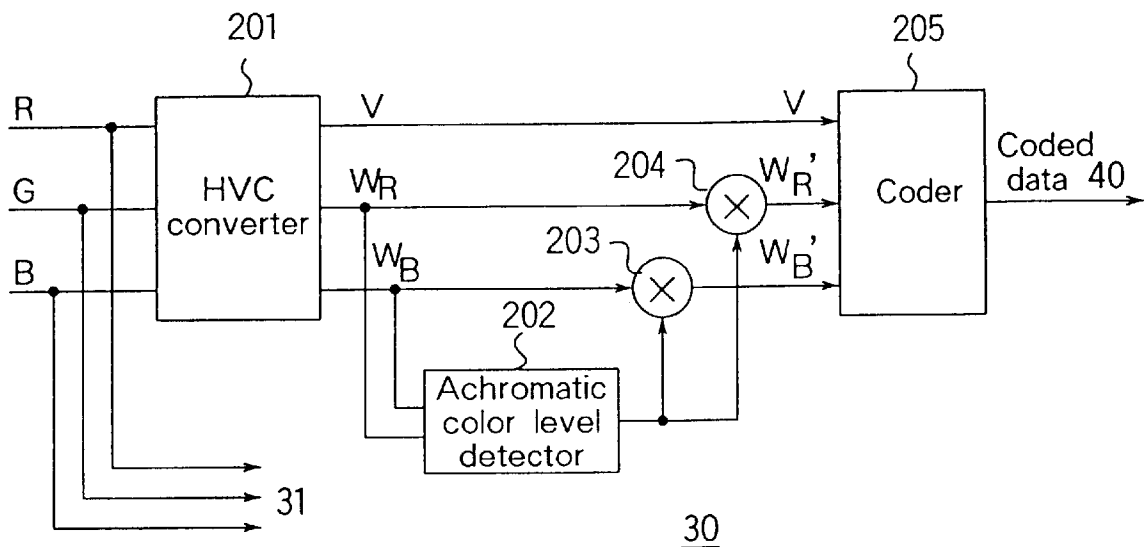 201
205
R
V
V
204
W_R'
Coded
data 40
G
HVC
converter
W_R
Coder
203
W_B'
B
W_B
202
Achromatic
color level
detector
31
30